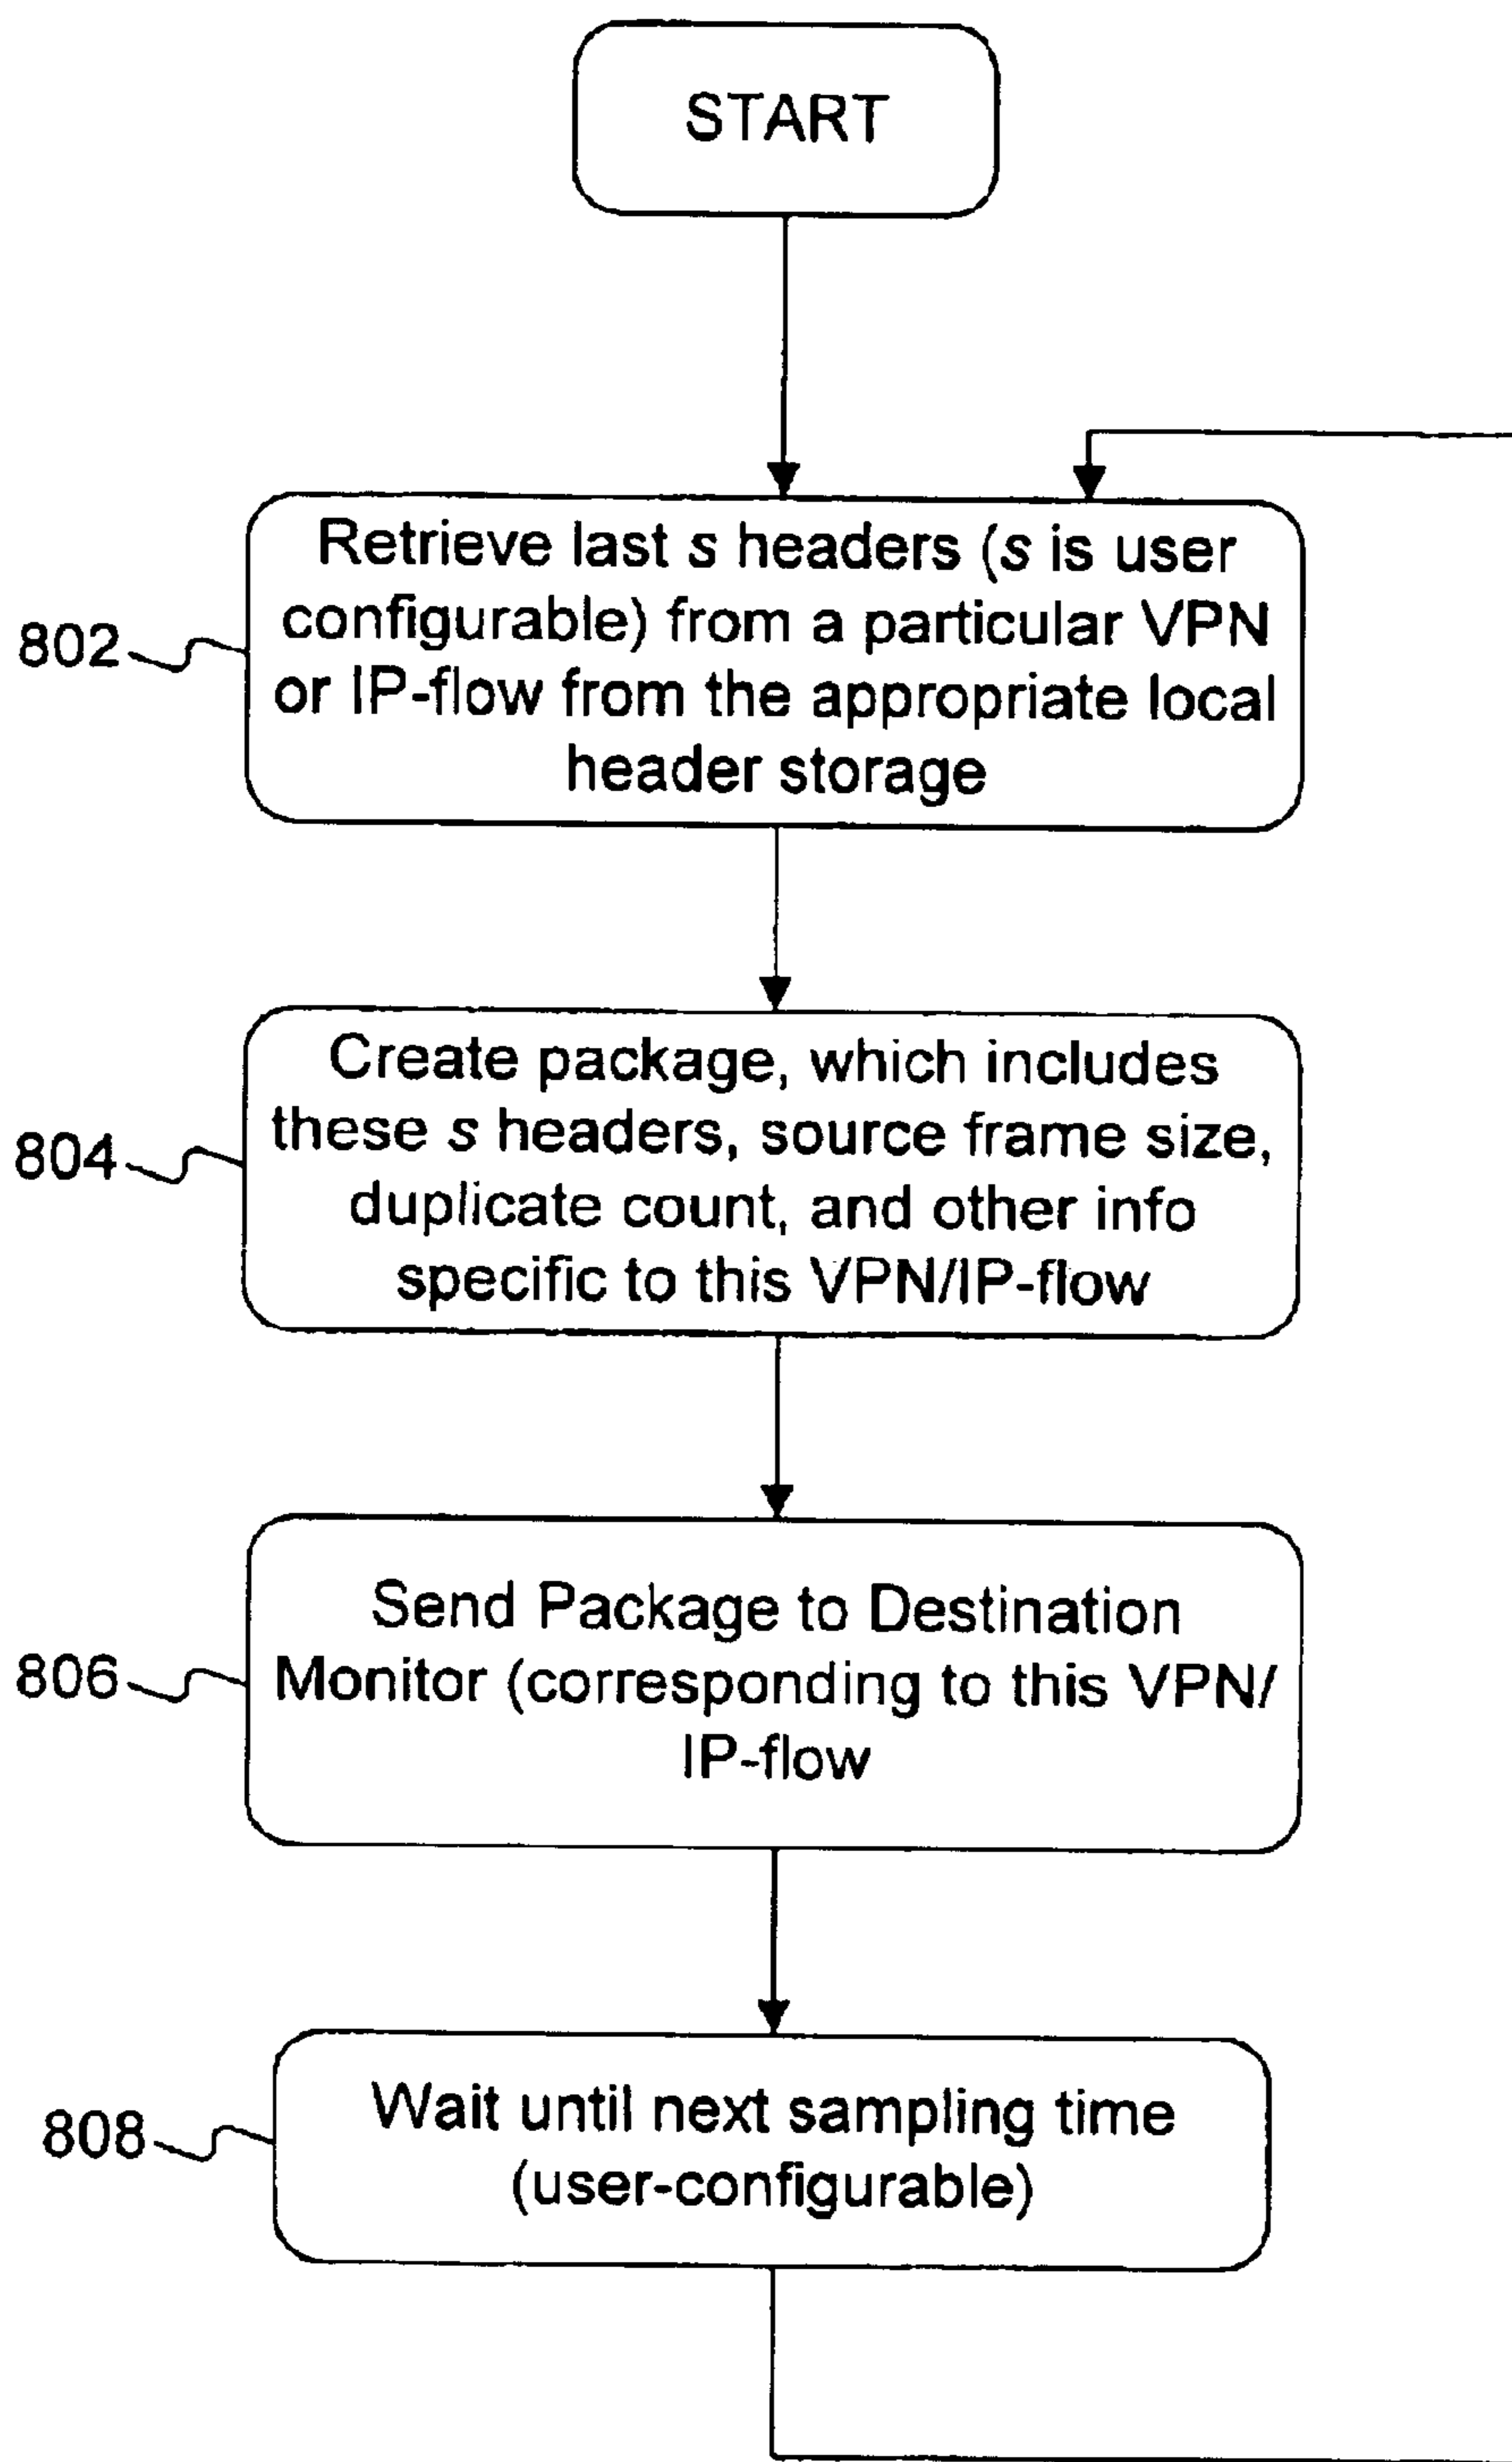 START
Retrieve last s headers (s is user
configurable) from a particular VPN
or IP-flow from the appropriate local
header storage
802
Create package, which includes
these s headers, source frame size,
duplicate count, and other info
specific to this VPN/IP-flow
804
Send Package to Destination
Monitor (corresponding to this VPN/
IP-flow
806
Wait until next sampling time
(user-configurable)
808